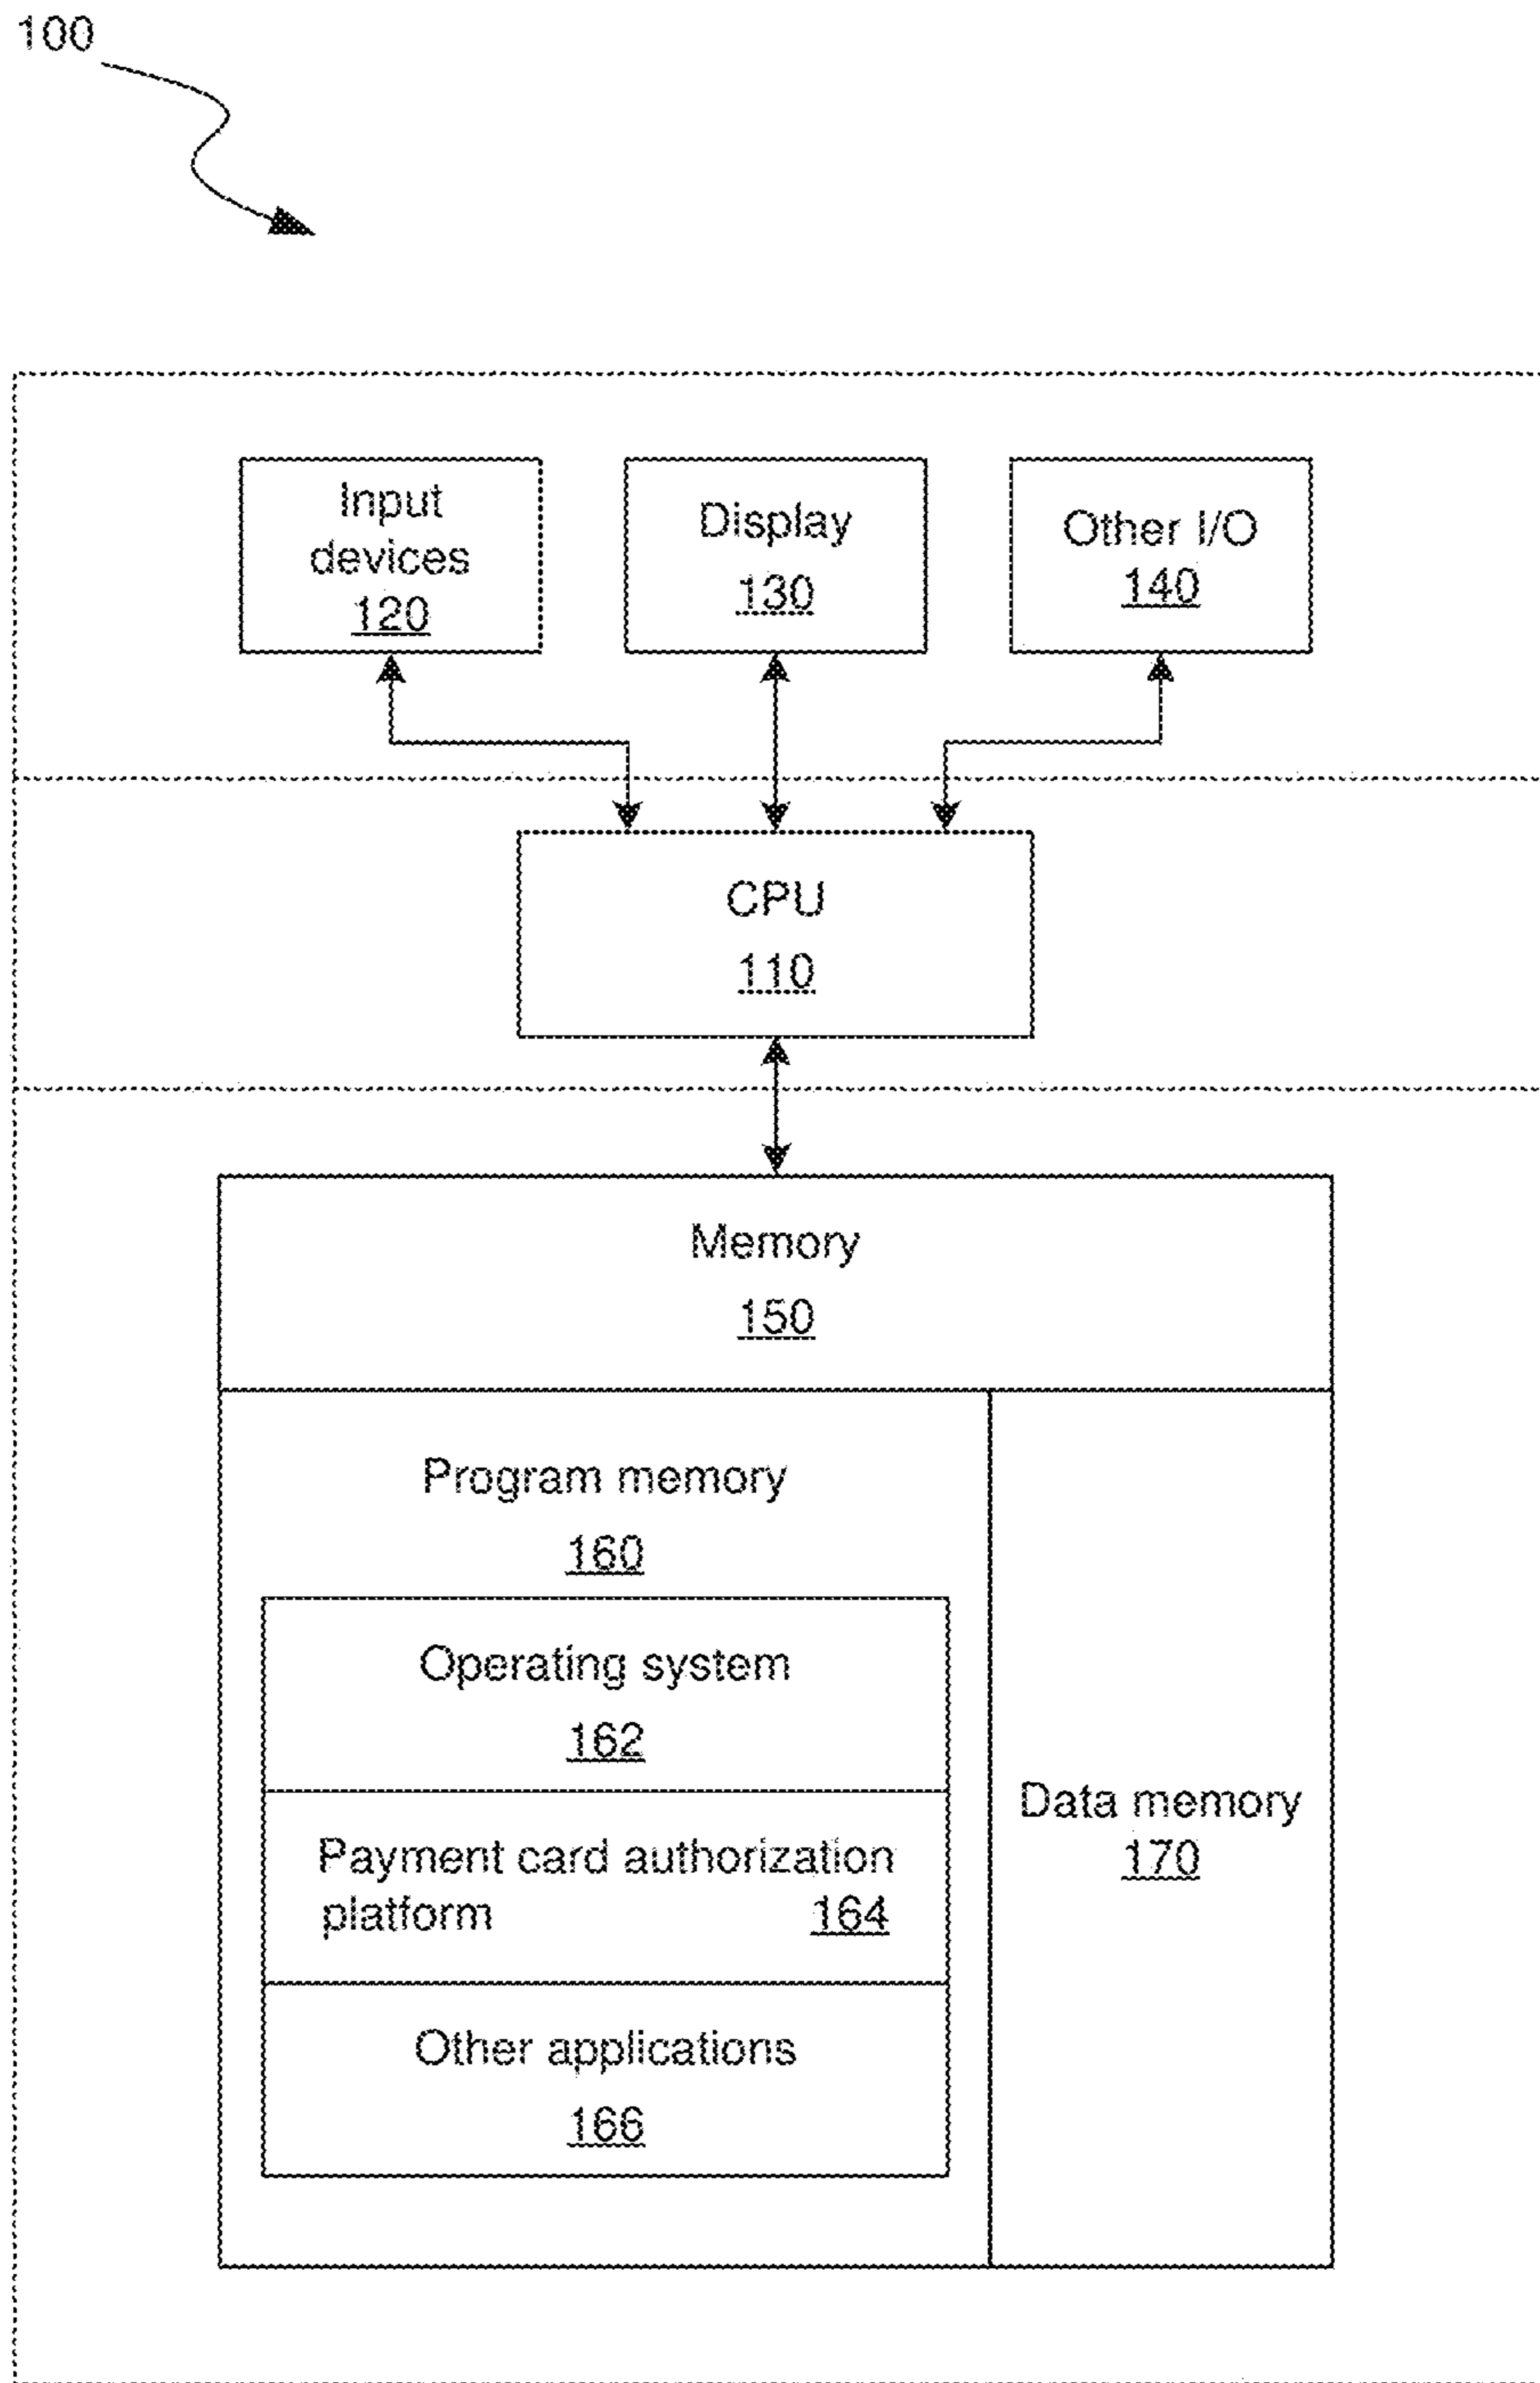 100
Input
devices
120
Display
130
Other I/O
140
CPU
110
Memory
150
Program memory
160
Operating system
162
Payment card authorization
platform 164
Other applications
166
Data memory
170